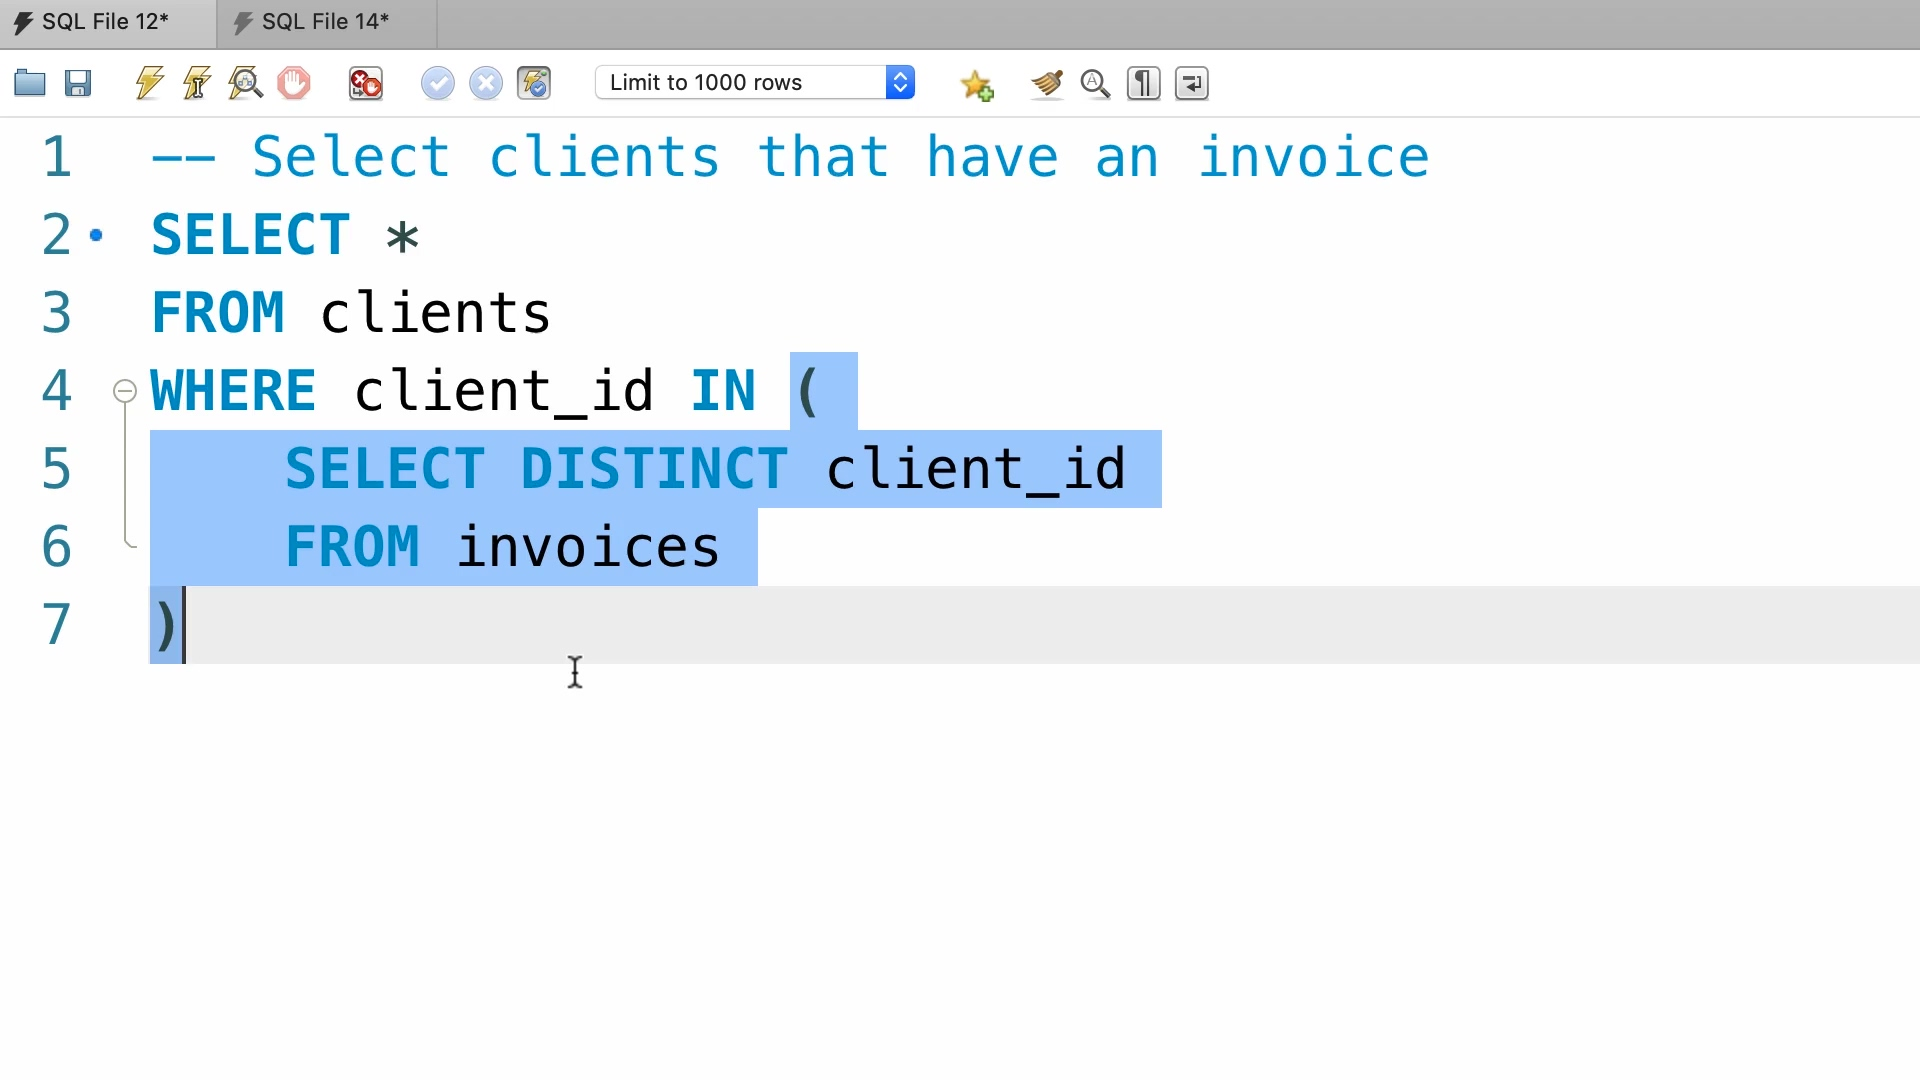 SQL File 12* SQL File 14*
Limit to 1000 rows
1 -- Select clients that have an invoice
2 SELECT *
3 FROM clients
4 WHERE client_id IN (
5 SELECT DISTINCT client_id
6 FROM invoices
7 )